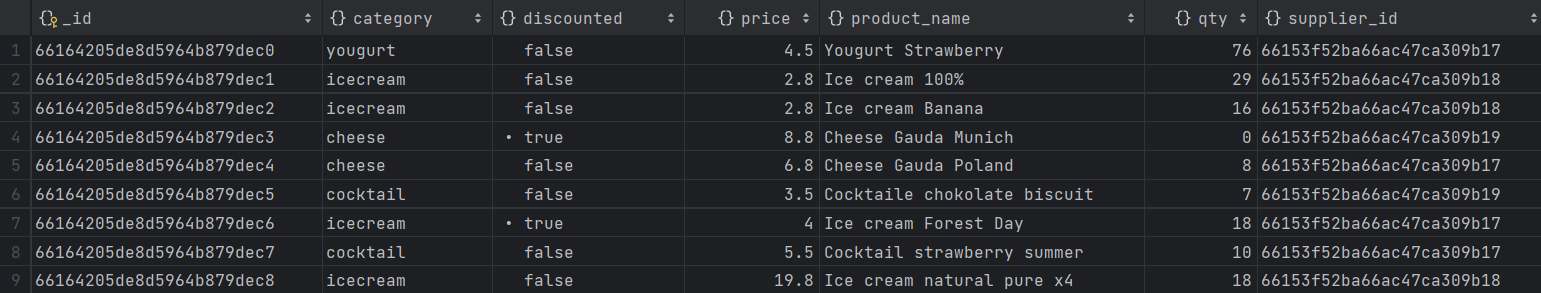 _id category discounted price product_name qty supplier_id
1 66164205de8d5964b879dec0 yougurt false 4.5 Yougurt Strawberry 76 66153f52ba66ac47ca309b17
2 66164205de8d5964b879dec1 icecream false 2.8 Ice cream 100% 29 66153f52ba66ac47ca309b18
3 66164205de8d5964b879dec2 icecream false 2.8 Ice cream Banana 16 66153f52ba66ac47ca309b18
4 66164205de8d5964b879dec3 cheese • true 8.8 Cheese Gauda Munich 0 66153f52ba66ac47ca309b19
5 66164205de8d5964b879dec4 cheese false 6.8 Cheese Gauda Poland 8 66153f52ba66ac47ca309b17
6 66164205de8d5964b879dec5 cocktail false 3.5 Cocktaile chokolate biscuit 7 66153f52ba66ac47ca309b19
7 66164205de8d5964b879dec6 icecream • true 4 Ice cream Forest Day 18 66153f52ba66ac47ca309b17
8 66164205de8d5964b879dec7 cocktail false 5.5 Cocktail strawberry summer 10 66153f52ba66ac47ca309b17
9 66164205de8d5964b879dec8 icecream false 19.8 Ice cream natural pure x4 18 66153f52ba66ac47ca309b18